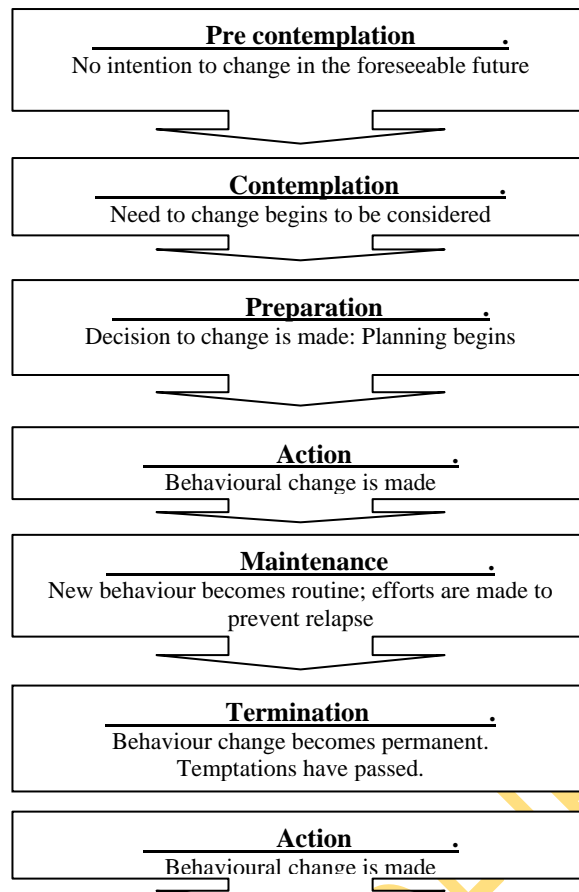 Pre contemplation .
No intention to change in the foreseeable future
Contemplation .
Need to change begins to be considered
Preparation .
Decision to change is made: Planning begins
Action .
Behavioural change is made
Maintenance .
New behaviour becomes routine; efforts are made to
prevent relapse
Termination .
Behaviour change becomes permanent.
Temptations have passed.
Action .
Behavioural change is made